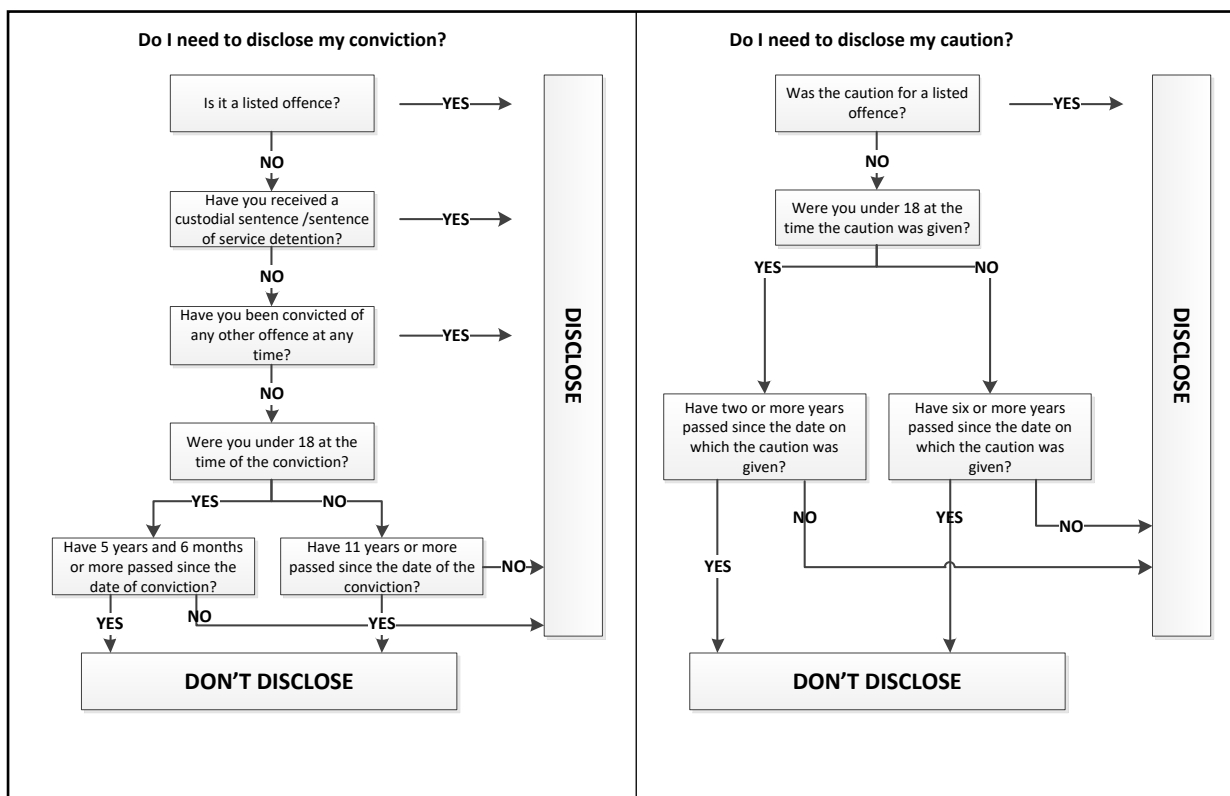 Do I need to disclose my conviction?
Is it a listed offence?
YES
NO
Have you received a
custodial sentence /sentence
of service detention?
YES
NO
Have you been convicted of
any other offence at any
time?
YES
NO
Were you under 18 at the
time of the conviction?
YES
NO
Have 5 years and 6 months
or more passed since the
date of conviction?
Have 11 years or more
passed since the date of the
conviction?
NO
YES
NO
YES
DON'T DISCLOSE
DISCLOSE
Do I need to disclose my caution?
Was the caution for a listed
offence?
YES
NO
Were you under 18 at the
time the caution was given?
YES
NO
Have two or more years
passed since the date on
which the caution was
given?
Have six or more years
passed since the date on
which the caution was
given?
NO
YES
NO
YES
DON'T DISCLOSE
DISCLOSE